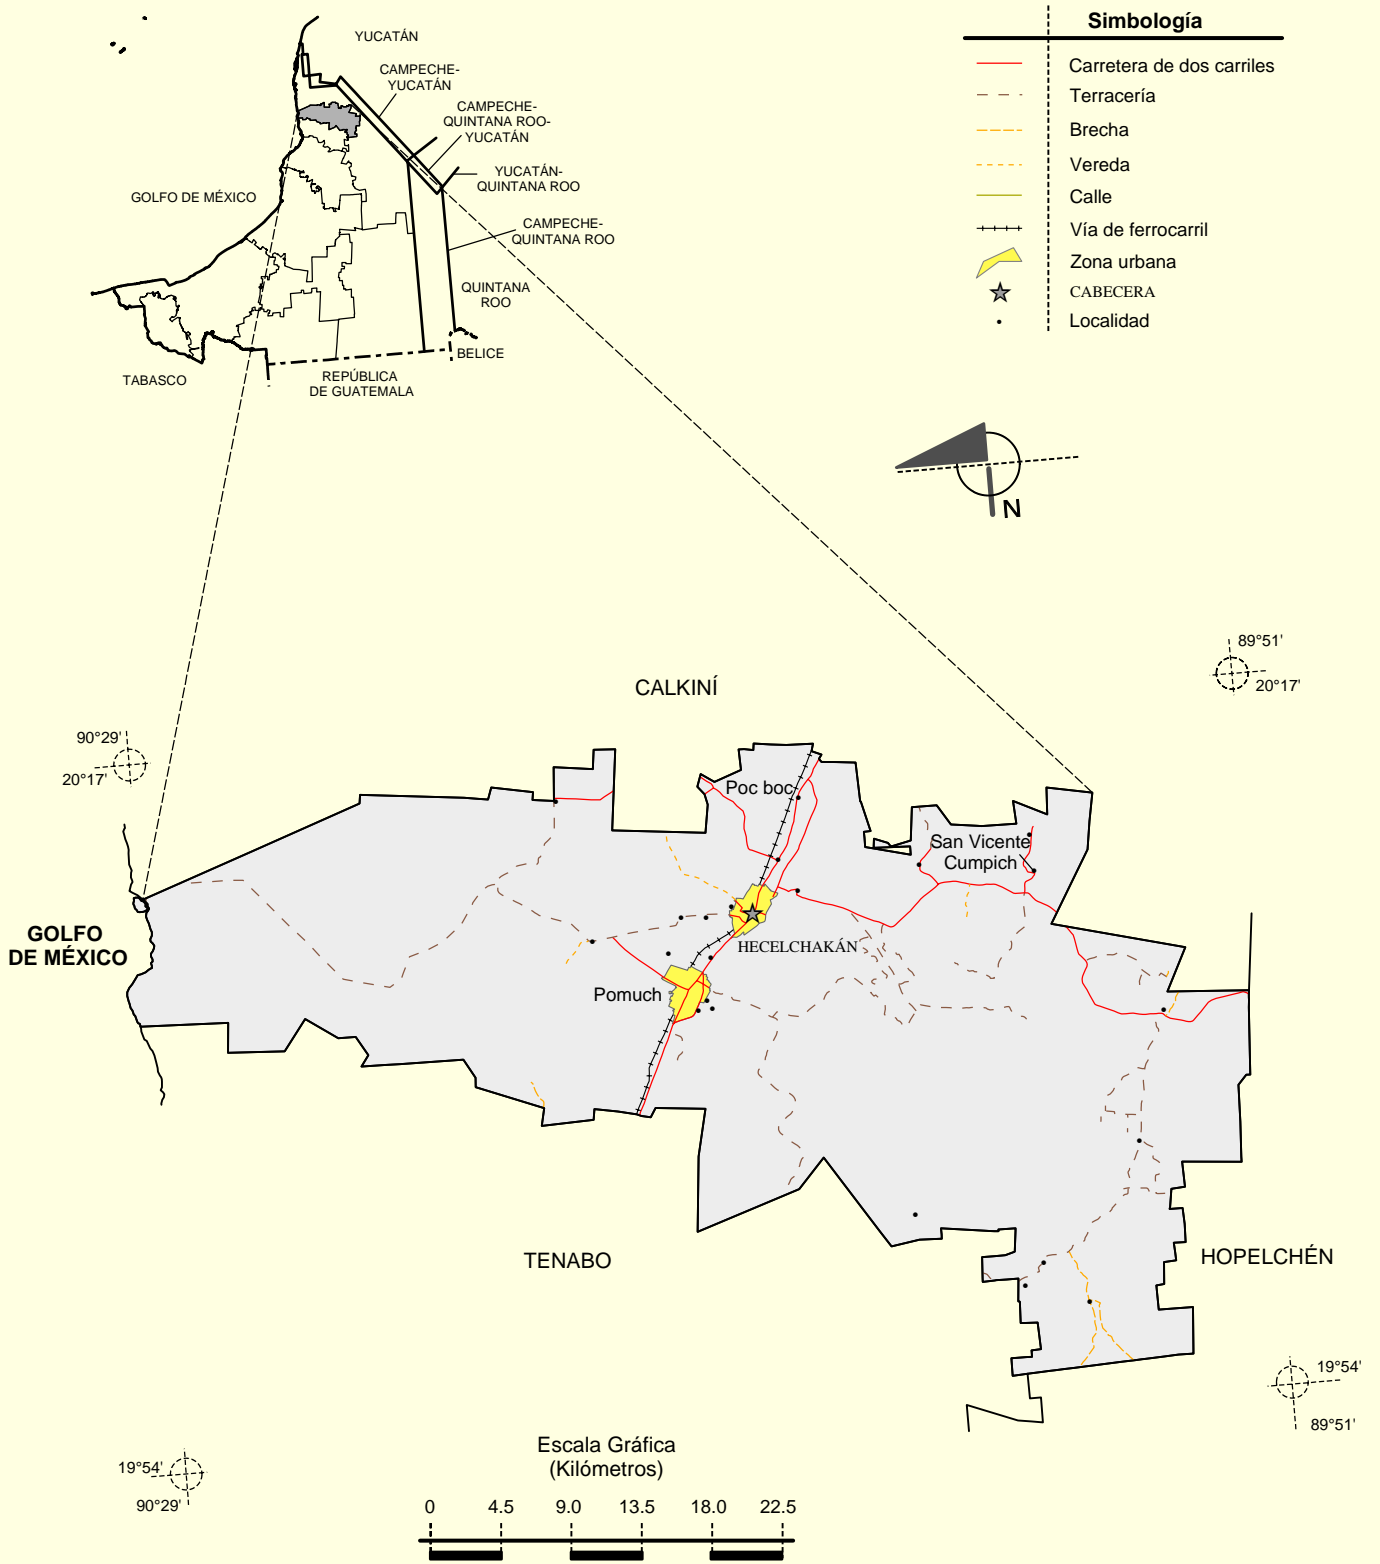 YUCATÁN
CAMPECHE-
YUCATÁN
CAMPECHE-
QUINTANA ROO-
YUCATÁN
YUCATÁN-
QUINTANA ROO
GOLFO DE MÉXICO
CAMPECHE-
QUINTANA ROO
QUINTANA
ROO
BELICE
TABASCO
REPÚBLICA
DE GUATEMALA
Simbología
Carretera de dos carriles
Terracería
Brecha
Vereda
Calle
Vía de ferrocarril
Zona urbana
CABECERA
Localidad
N
89°51'
20°17'
CALKINÍ
90°29'
20°17'
Poc boc
San Vicente
Cumpich
GOLFO
DE MÉXICO
HECELCHAKÁN
Pomuch
TENABO
HOPELCHÉN
19°54'
89°51'
19°54'
90°29'
Escala Gráfica
(Kilómetros)
0 4.5 9.0 13.5 18.0 22.5